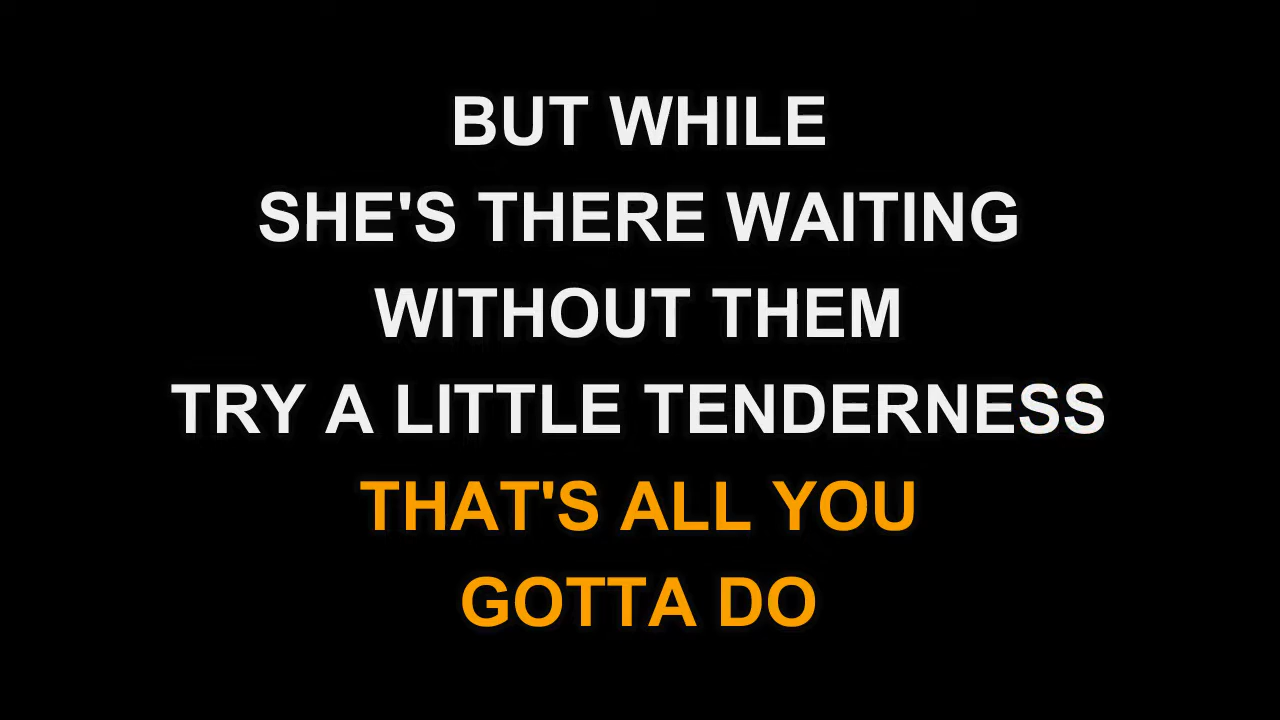 BUT WHILE
SHE'S THERE WAITING
WITHOUT THEM
TRY A LITTLE TENDERNESS
THAT'S ALL YOU
GOTTA DO